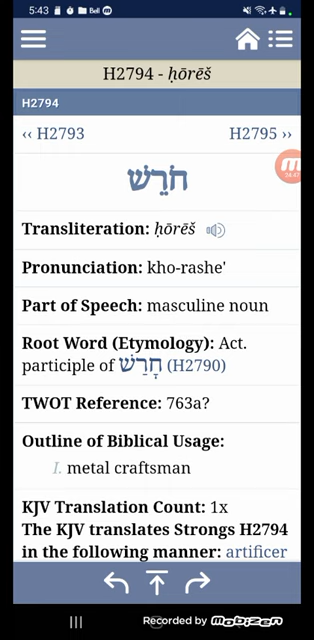 5:43 Bell
H2794 - ḥōrēš
H2794
‹‹ H2793 H2795 ››
חֹרֵשׁ
Transliteration: ḥōrēš
Pronunciation: kho-rashe'
Part of Speech: masculine noun
Root Word (Etymology): Act.
participle of חָרַשׁ (H2790)
TWOT Reference: 763a?
Outline of Biblical Usage:
I. metal craftsman
KJV Translation Count: 1x
The KJV translates Strongs H2794
in the following manner: artificer
Recorded by mobizen